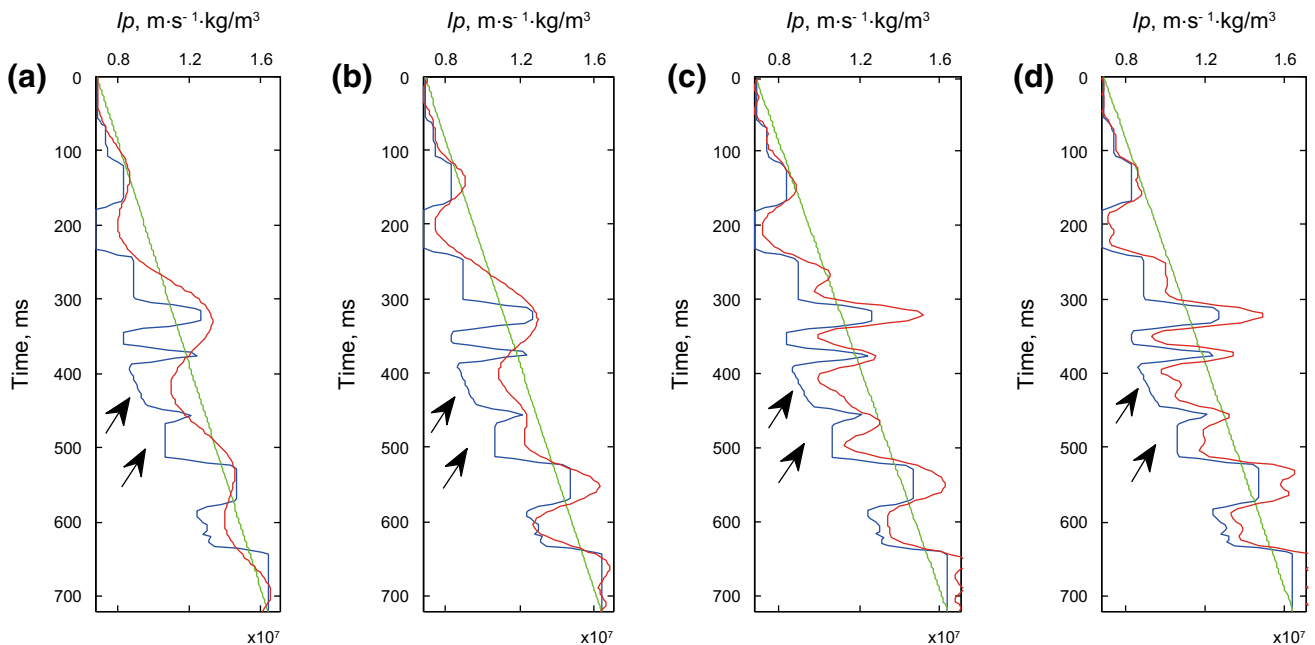 Ip, m·s⁻¹·kg/m³ Ip, m·s⁻¹·kg/m³ Ip, m·s⁻¹·kg/m³ Ip, m·s⁻¹·kg/m³
0.8 1.2 1.6 0.8 1.2 1.6 0.8 1.2 1.6 0.8 1.2 1.6
(a) (b) (c) (d)
0 0 0 0
100 100 100 100
200 200 200 200
300 300 300 300
Time, ms Time, ms Time, ms Time, ms
400 400 400 400
500 500 500 500
600 600 600 600
700 700 700 700
x10⁷ x10⁷ x10⁷ x10⁷